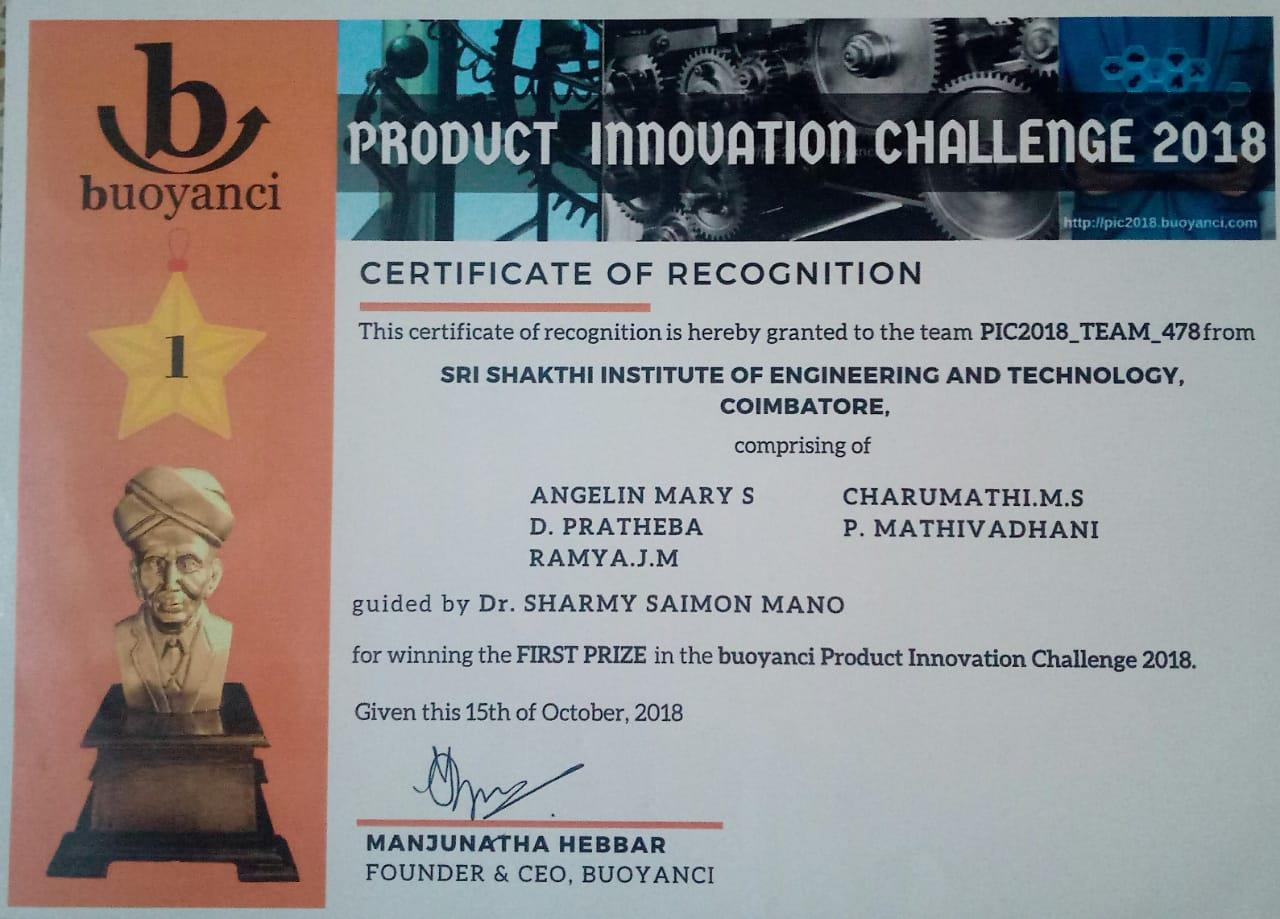 b
buoyanci
PRODUCT INNOVATION CHALLENGE 2018
http://pic2018.buoyanci.com
1
CERTIFICATE OF RECOGNITION
This certificate of recognition is hereby granted to the team PIC2018_TEAM_478 from
SRI SHAKTHI INSTITUTE OF ENGINEERING AND TECHNOLOGY,
COIMBATORE,
comprising of
ANGELIN MARY S CHARUMATHI.M.S
D. PRATHEBA P. MATHIVADHANI
RAMYA.J.M
guided by Dr. SHARMY SAIMON MANO
for winning the FIRST PRIZE in the buoyanci Product Innovation Challenge 2018.
Given this 15th of October, 2018
MANJUNATHA HEBBAR
FOUNDER & CEO, BUOYANCI